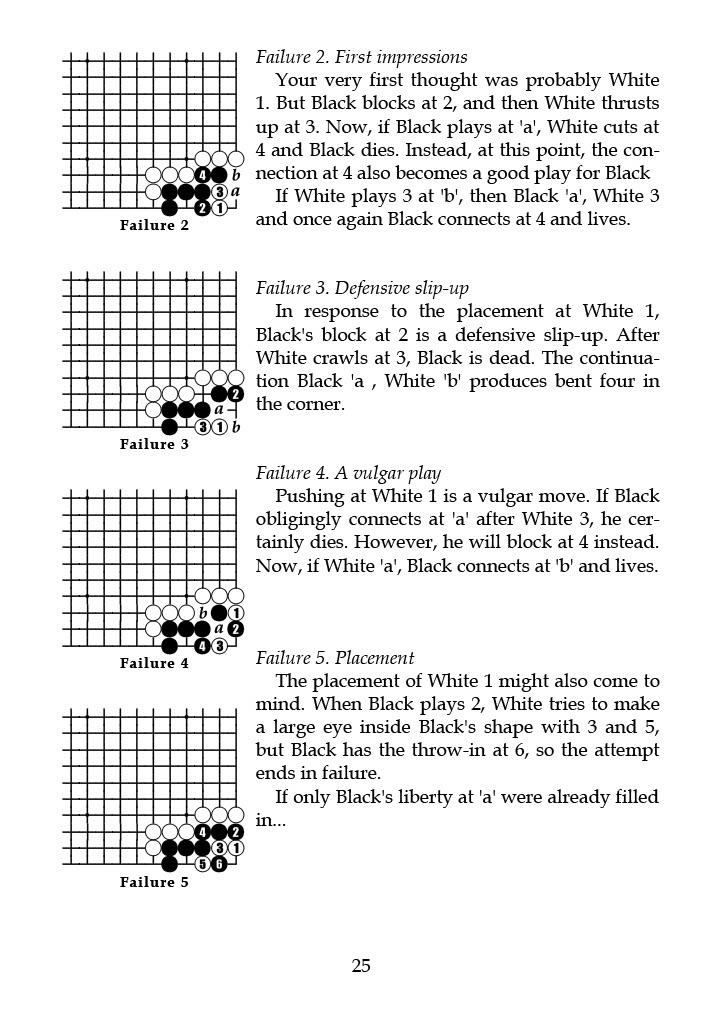 Failure 2. First impressions
Your very first thought was probably White
1. But Black blocks at 2, and then White thrusts
up at 3. Now, if Black plays at 'a', White cuts at
4 and Black dies. Instead, at this point, the con-
nection at 4 also becomes a good play for Black
If White plays 3 at 'b', then Black 'a', White 3
and once again Black connects at 4 and lives.
4 b
3 a
2 1
Failure 2
Failure 3. Defensive slip-up
In response to the placement at White 1,
Black's block at 2 is a defensive slip-up. After
White crawls at 3, Black is dead. The continua-
tion Black 'a , White 'b' produces bent four in
the corner.
2
a
3 1 b
Failure 3
Failure 4. A vulgar play
Pushing at White 1 is a vulgar move. If Black
obligingly connects at 'a' after White 3, he cer-
tainly dies. However, he will block at 4 instead.
Now, if White 'a', Black connects at 'b' and lives.
b 1
a 2
4 3
Failure 4
Failure 5. Placement
The placement of White 1 might also come to
mind. When Black plays 2, White tries to make
a large eye inside Black's shape with 3 and 5,
but Black has the throw-in at 6, so the attempt
ends in failure.
If only Black's liberty at 'a' were already filled
in...
4 2
3 1
5 6
Failure 5
25